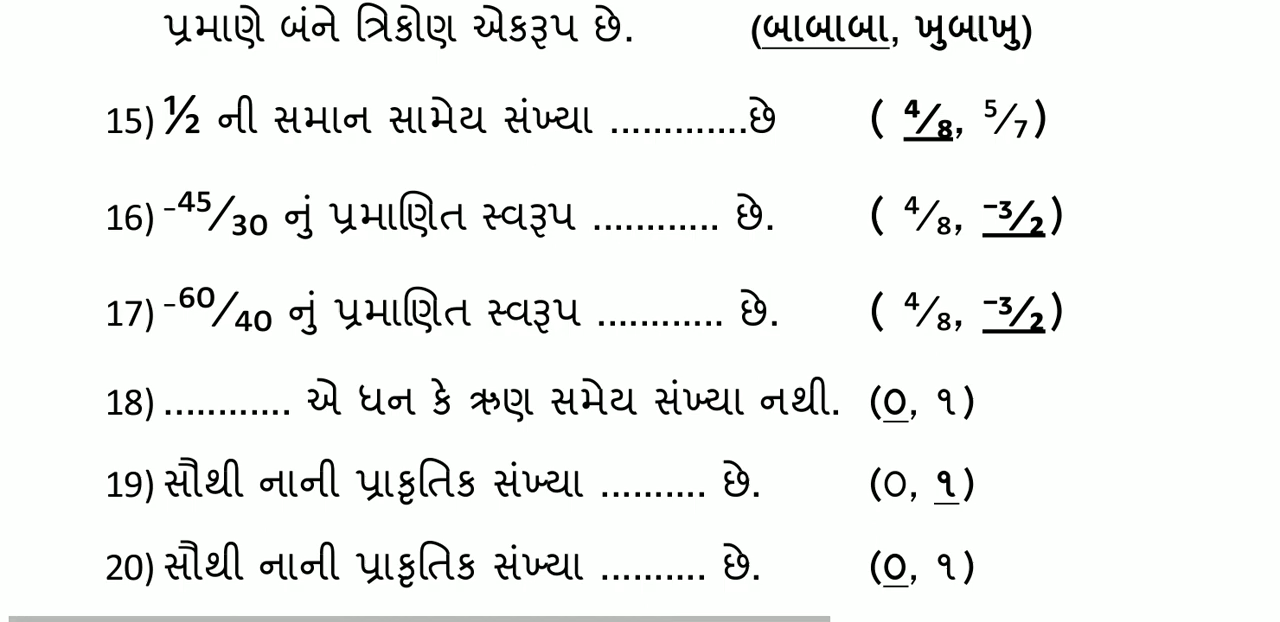 પ્રમાણે બંને ત્રિકોણ એકરૂપ છે. (બાબાબા, ખુબાખુ)
15) ½ ની સમાન સામેય સંખ્યા .............છે ( ⁴⁄₈, ⁵⁄₇)
16) ⁻⁴⁵⁄₃₀ નું પ્રમાણિત સ્વરૂપ ............ છે. ( ⁴⁄₈, ⁻³⁄₂)
17) ⁻⁶⁰⁄₄₀ નું પ્રમાણિત સ્વરૂપ ............ છે. ( ⁴⁄₈, ⁻³⁄₂)
18) ............ એ ધન કે ઋણ સમેય સંખ્યા નથી. (0, ૧)
19) સૌથી નાની પ્રાકૃતિક સંખ્યા .......... છે. (0, ૧)
20) સૌથી નાની પ્રાકૃતિક સંખ્યા .......... છે. (0, ૧)